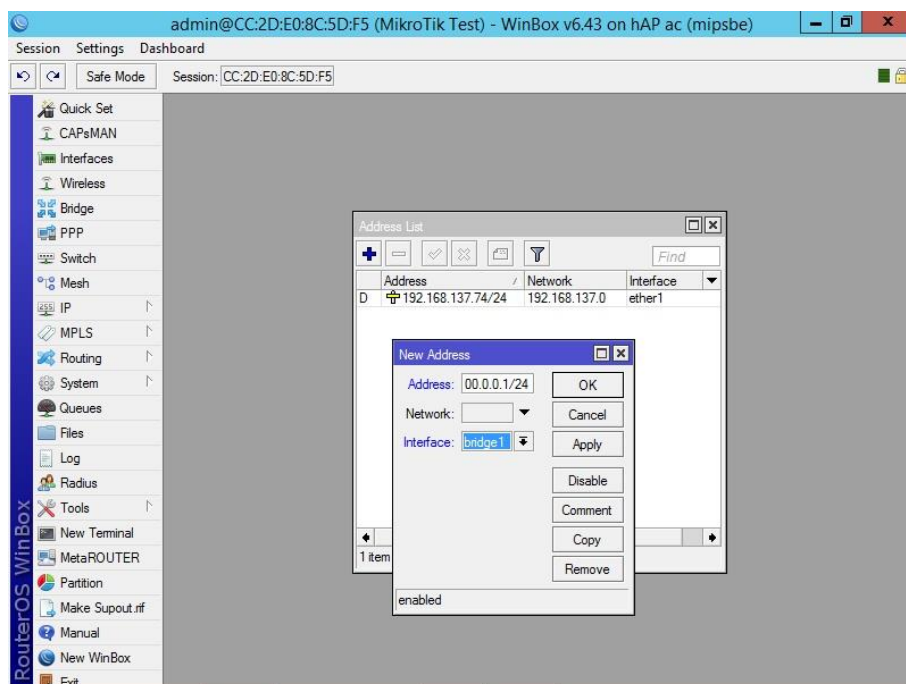 admin@CC:2D:E0:8C:5D:F5 (MikroTik Test) - WinBox v6.43 on hAP ac (mipsbe)
Session Settings Dashboard
Safe Mode Session: CC:2D:E0:8C:5D:F5
Quick Set
CAPsMAN
Interfaces
Wireless
Bridge
PPP
Switch
Mesh
IP
MPLS
Routing
System
Queues
Files
Log
Radius
Tools
New Terminal
MetaROUTER
Partition
Make Supout.rif
Manual
New WinBox
Exit
RouterOS WinBox
Address List
Find
Address / Network Interface
D 192.168.137.74/24 192.168.137.0 ether1
1 item
New Address
Address: 00.0.0.1/24 OK
Network: Cancel
Interface: bridge1 Apply
Disable
Comment
Copy
Remove
enabled